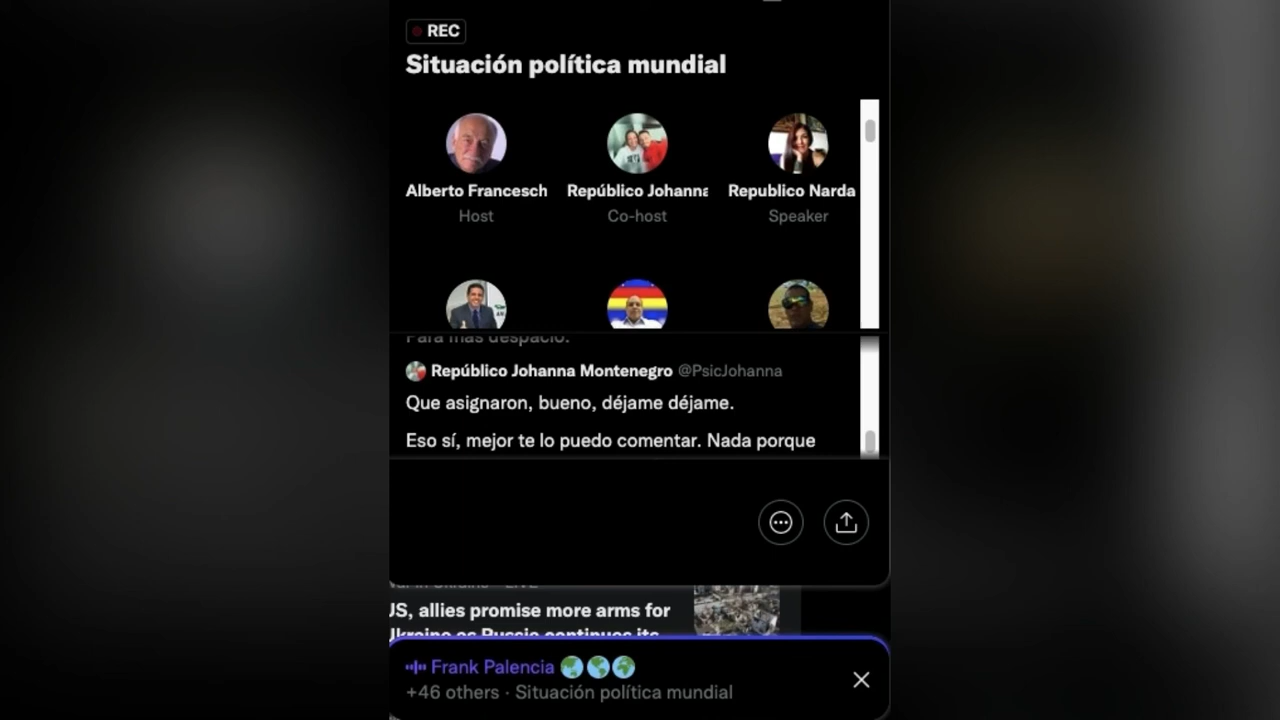 REC
Situación política mundial
Alberto Francesch
Repúblico Johanna
Republico Narda
Host
Co-host
Speaker
Para más despacio.
Repúblico Johanna Montenegro @PsicJohanna
Que asignaron, bueno, déjame déjame.
Eso sí, mejor te lo puedo comentar. Nada porque
US, allies promise more arms for
Ukraine as Russia continues its
Frank Palencia
+46 others · Situación política mundial